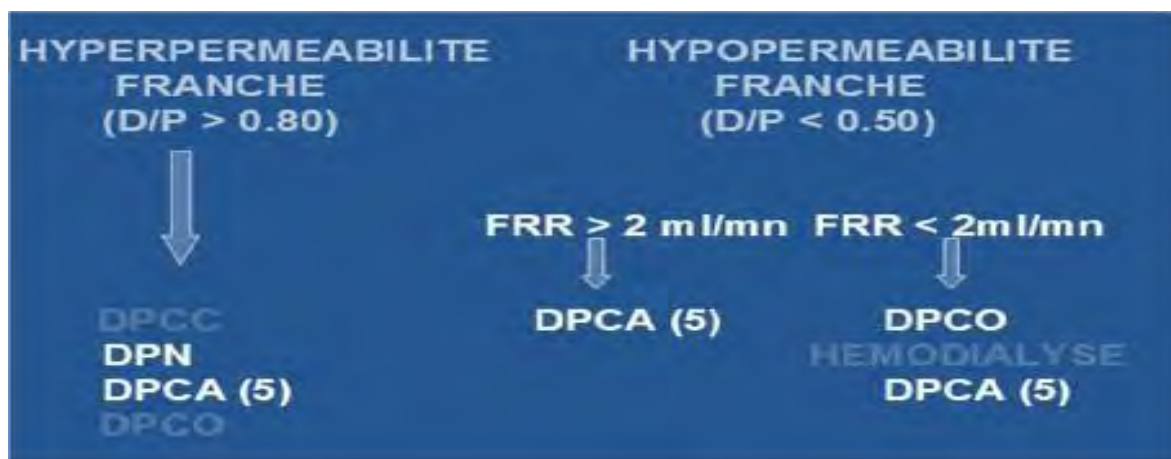 HYPERPERMEABILITE
FRANCHE
(D/P > 0.80)
HYPOPERMEABILITE
FRANCHE
(D/P < 0.50)
FRR > 2 ml/mn
FRR < 2ml/mn
DPCC
DPN
DPCA (5)
DPCO
DPCA (5)
DPCO
HEMODIALYSE
DPCA (5)